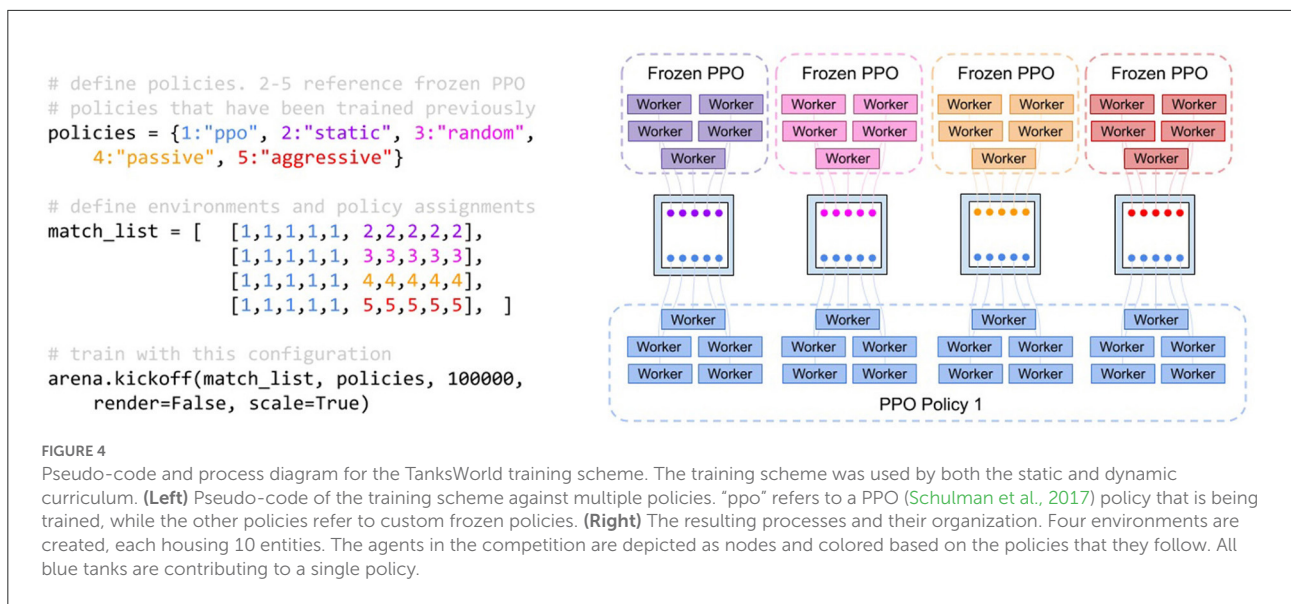 # define policies. 2-5 reference frozen PPO
# policies that have been trained previously
policies = {1:"ppo", 2:"static", 3:"random",
4:"passive", 5:"aggressive"}
# define environments and policy assignments
match_list = [ [1,1,1,1,1, 2,2,2,2,2],
[1,1,1,1,1, 3,3,3,3,3],
[1,1,1,1,1, 4,4,4,4,4],
[1,1,1,1,1, 5,5,5,5,5], ]
# train with this configuration
arena.kickoff(match_list, policies, 100000,
render=False, scale=True)
Frozen PPO Frozen PPO Frozen PPO Frozen PPO
Worker Worker Worker Worker Worker Worker Worker Worker
Worker Worker Worker Worker Worker Worker Worker Worker
Worker Worker Worker Worker
Worker Worker Worker Worker
Worker Worker Worker Worker Worker Worker Worker Worker
Worker Worker Worker Worker Worker Worker Worker Worker
PPO Policy 1
FIGURE 4
Pseudo-code and process diagram for the TanksWorld training scheme. The training scheme was used by both the static and dynamic
curriculum. (Left) Pseudo-code of the training scheme against multiple policies. "ppo" refers to a PPO (Schulman et al., 2017) policy that is being
trained, while the other policies refer to custom frozen policies. (Right) The resulting processes and their organization. Four environments are
created, each housing 10 entities. The agents in the competition are depicted as nodes and colored based on the policies that they follow. All
blue tanks are contributing to a single policy.